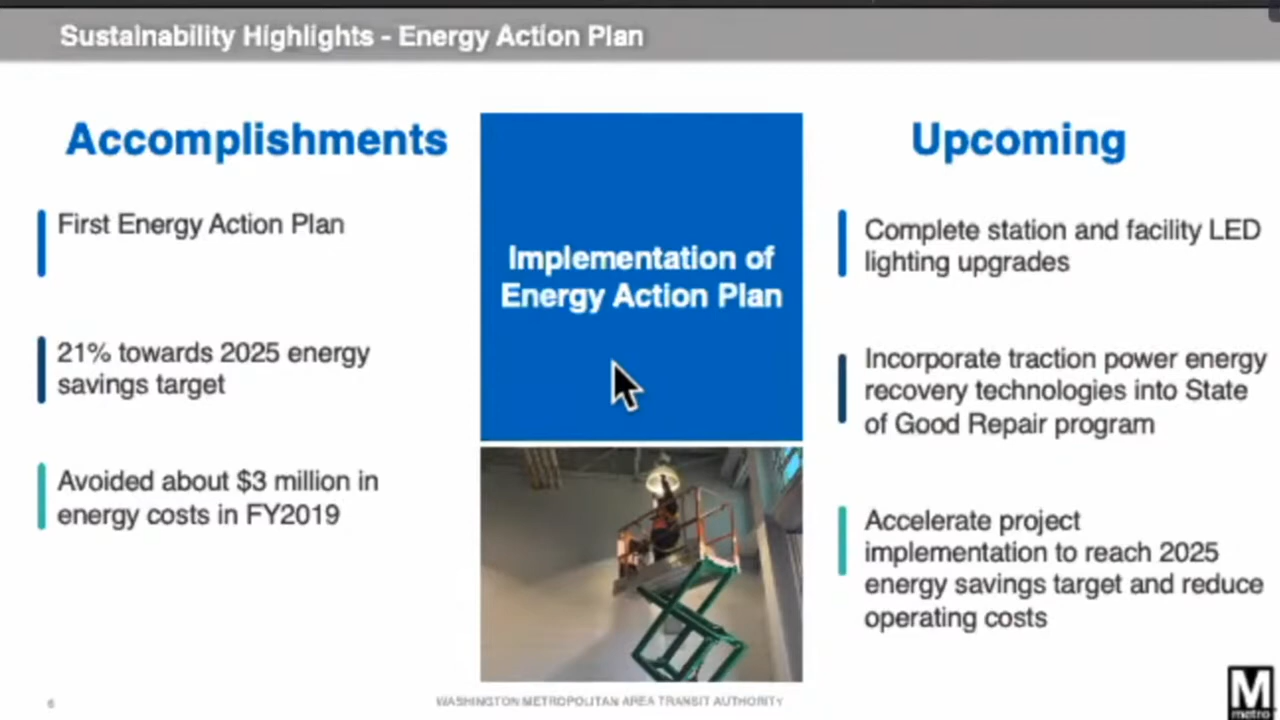 Sustainability Highlights - Energy Action Plan
Accomplishments
First Energy Action Plan
21% towards 2025 energy
savings target
Avoided about $3 million in
energy costs in FY2019
Implementation of
Energy Action Plan
Upcoming
Complete station and facility LED
lighting upgrades
Incorporate traction power energy
recovery technologies into State
of Good Repair program
Accelerate project
implementation to reach 2025
energy savings target and reduce
operating costs
6
WASHINGTON METROPOLITAN AREA TRANSIT AUTHORITY
M
metro